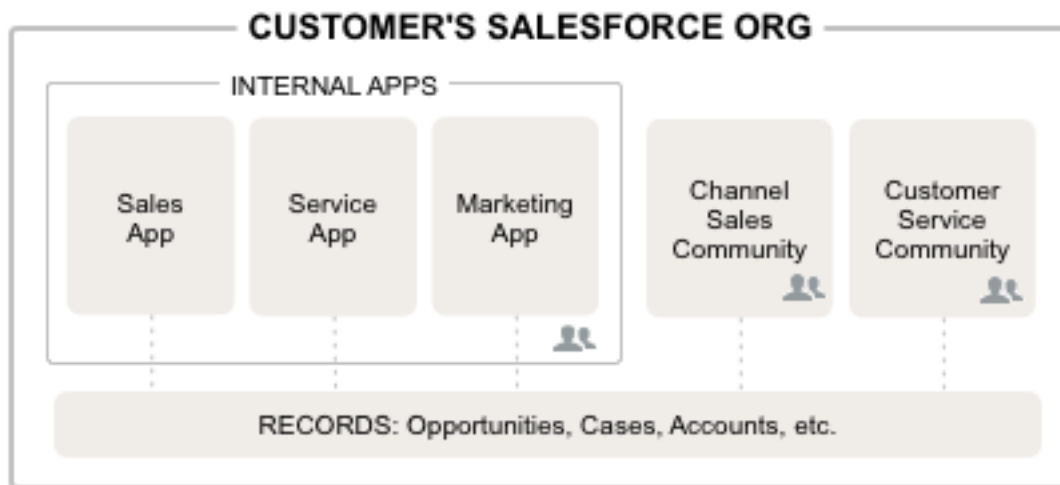 CUSTOMER'S SALESFORCE ORG
INTERNAL APPS
Sales
App
Service
App
Marketing
App
Channel
Sales
Community
Customer
Service
Community
RECORDS: Opportunities, Cases, Accounts, etc.